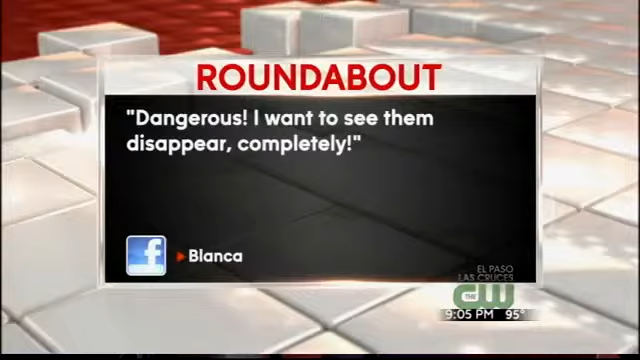 ROUNDABOUT
"Dangerous! I want to see them
disappear, completely!"
f
Blanca
EL PASO
LAS CRUCES
THE
CW
9:05 PM 95°